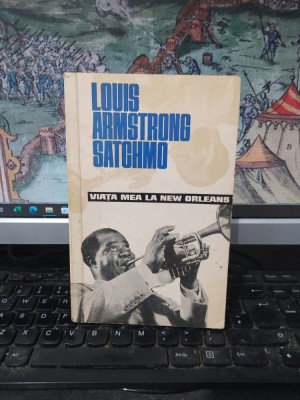 LOUIS
ARMSTRONG
SATCHMO
VIAȚA MEA LA NEW ORLEANS